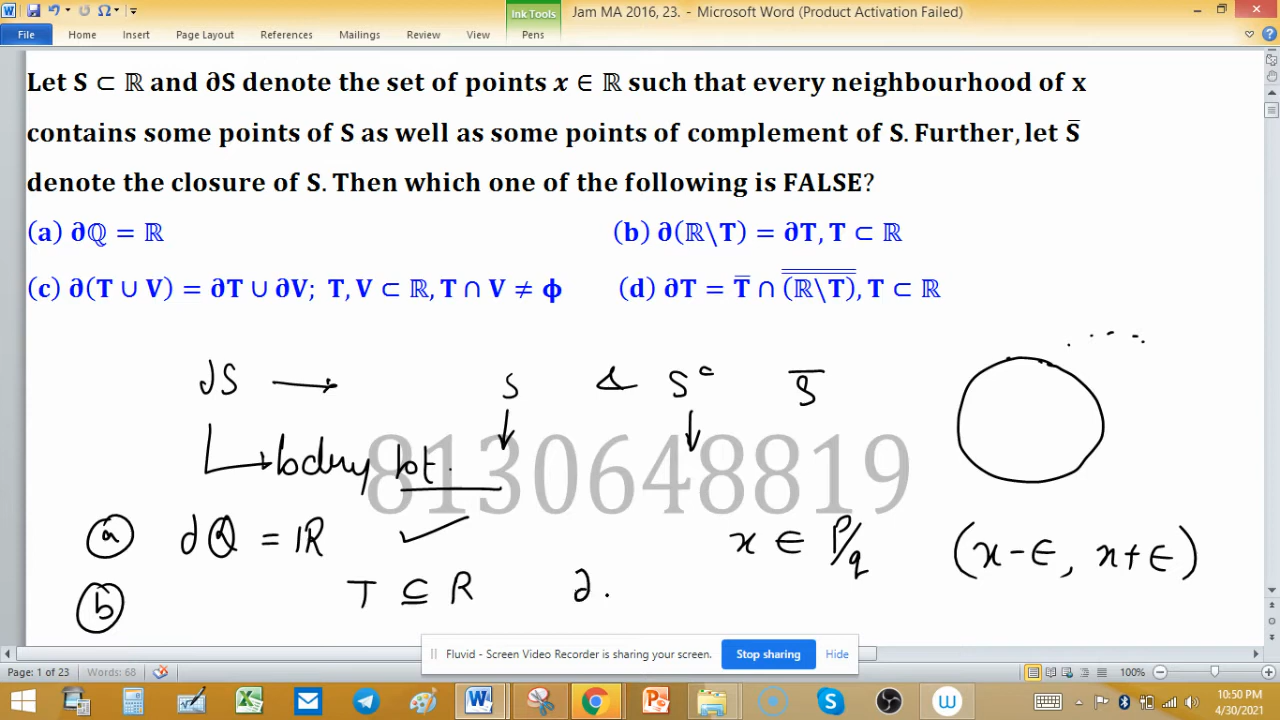 Ink Tools
Jam MA 2016, 23. - Microsoft Word (Product Activation Failed)
File Home Insert Page Layout References Mailings Review View Pens
Let S ⊂ ℝ and ∂S denote the set of points x ∈ ℝ such that every neighbourhood of x
contains some points of S as well as some points of complement of S. Further, let S̅
denote the closure of S. Then which one of the following is FALSE?
(a) ∂ℚ = ℝ (b) ∂(ℝ\T) = ∂T, T ⊂ ℝ
(c) ∂(T ∪ V) = ∂T ∪ ∂V; T, V ⊂ ℝ, T ∩ V ≠ ϕ (d) ∂T = T̅ ∩ \overline{\overline{(ℝ\T)}}, T ⊂ ℝ
∂S → S & Sᶜ S̅
↳ bdry pt.
8130648819
(a) ∂Q = ℝ ✓ x ∈ P/q (x-ϵ, x+ϵ)
(b) T ⊆ R ∂.
Fluvid - Screen Video Recorder is sharing your screen. Stop sharing Hide
Page: 1 of 23 Words: 68 100%
10:50 PM
4/30/2021